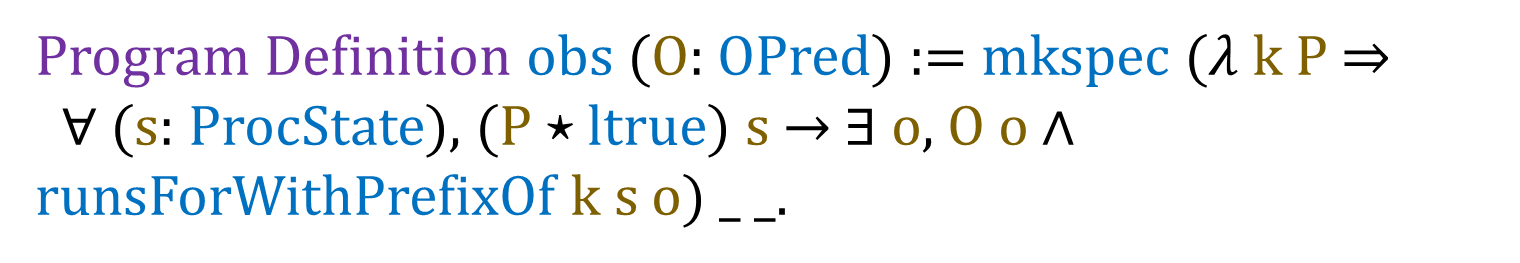 Program Definition obs (O: OPred) := mkspec (λ k P ⇒
∀ (s: ProcState), (P ⋆ ltrue) s → ∃ o, O o ∧
runsForWithPrefixOf k s o) _ _.